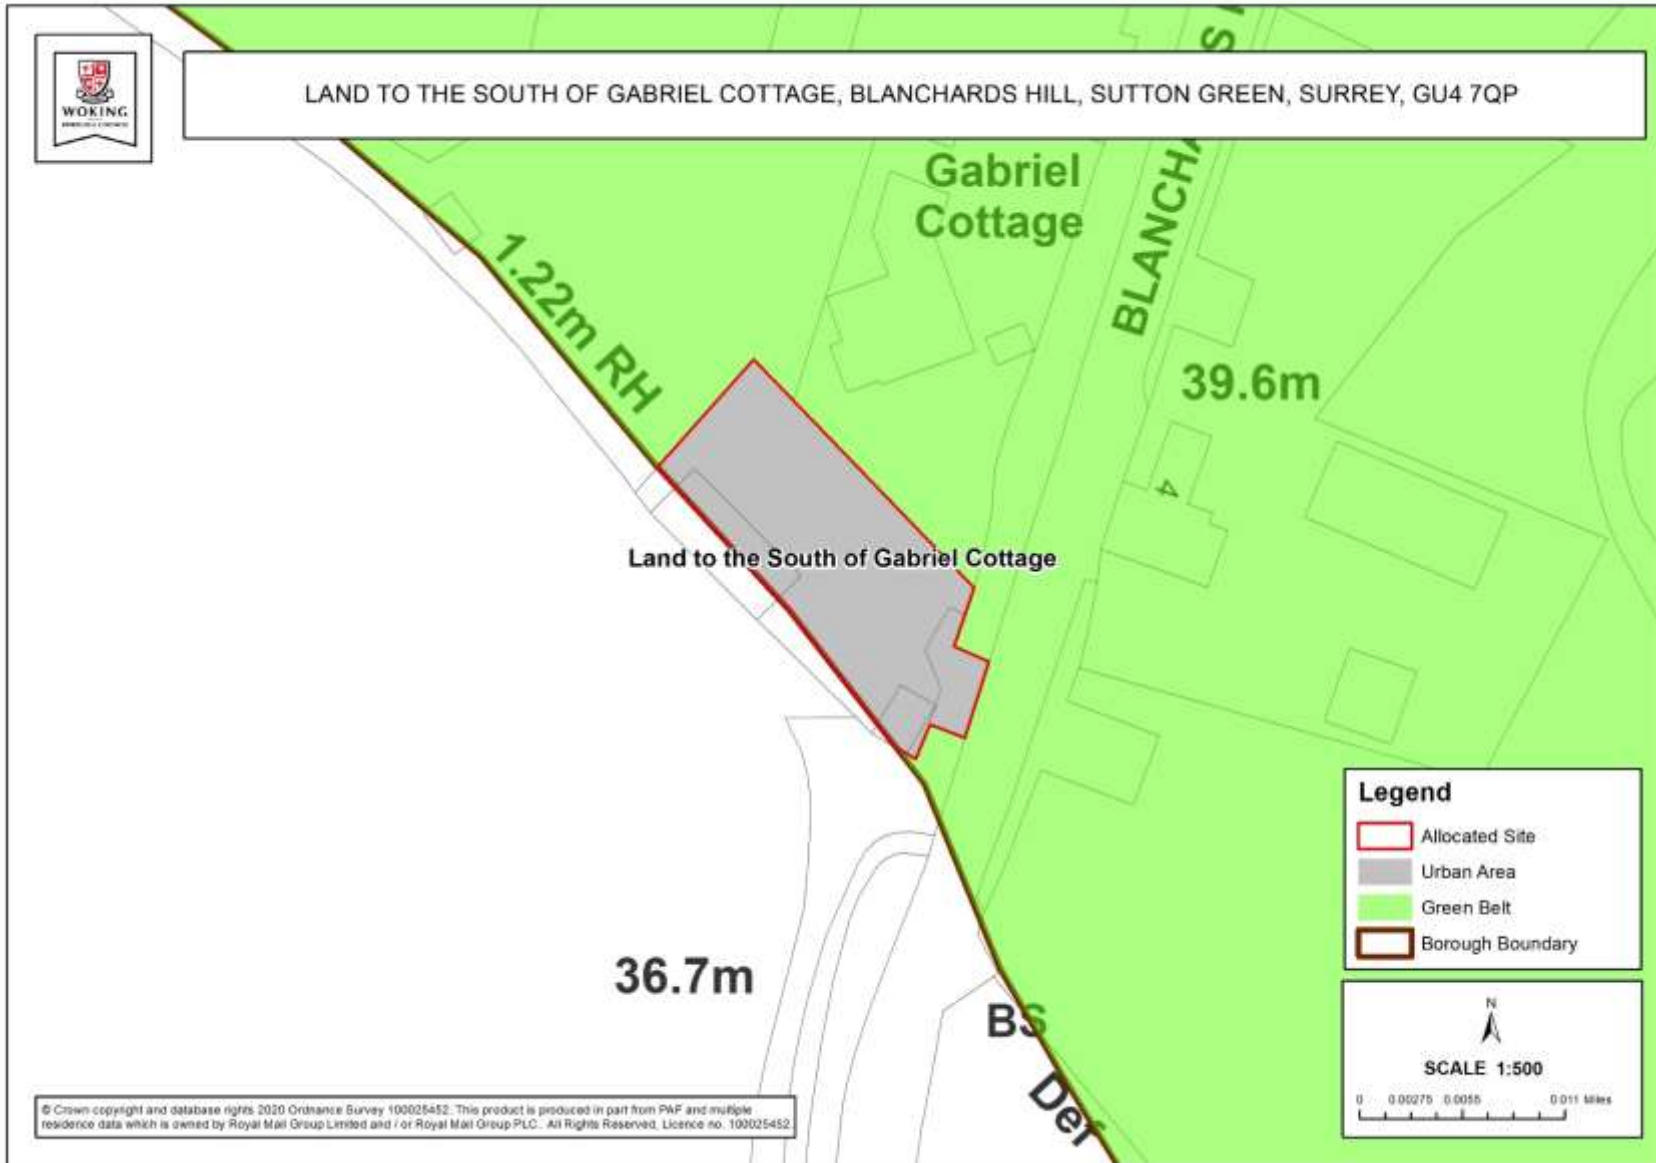 WOKING
BOROUGH COUNCIL
LAND TO THE SOUTH OF GABRIEL COTTAGE, BLANCHARDS HILL, SUTTON GREEN, SURREY, GU4 7QP
Gabriel
Cottage
BLANCHA
S
1.22m RH
39.6m
4
Land to the South of Gabriel Cottage
36.7m
BS
Def
Legend
Allocated Site
Urban Area
Green Belt
Borough Boundary
N
SCALE 1:500
0 0.00275 0.0055 0.011 Miles
© Crown copyright and database rights 2020 Ordnance Survey 100025452. This product is produced in part from PAF and multiple
residence data which is owned by Royal Mail Group Limited and / or Royal Mail Group PLC. All Rights Reserved, Licence no. 100025452.